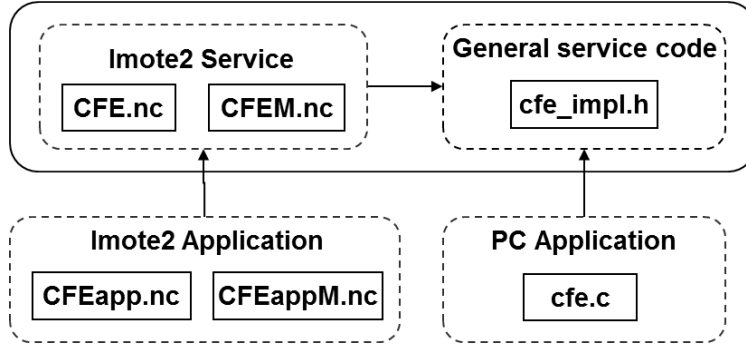 Imote2 Service
CFE.nc
CFEM.nc
General service code
cfe_impl.h
Imote2 Application
CFEapp.nc
CFEappM.nc
PC Application
cfe.c